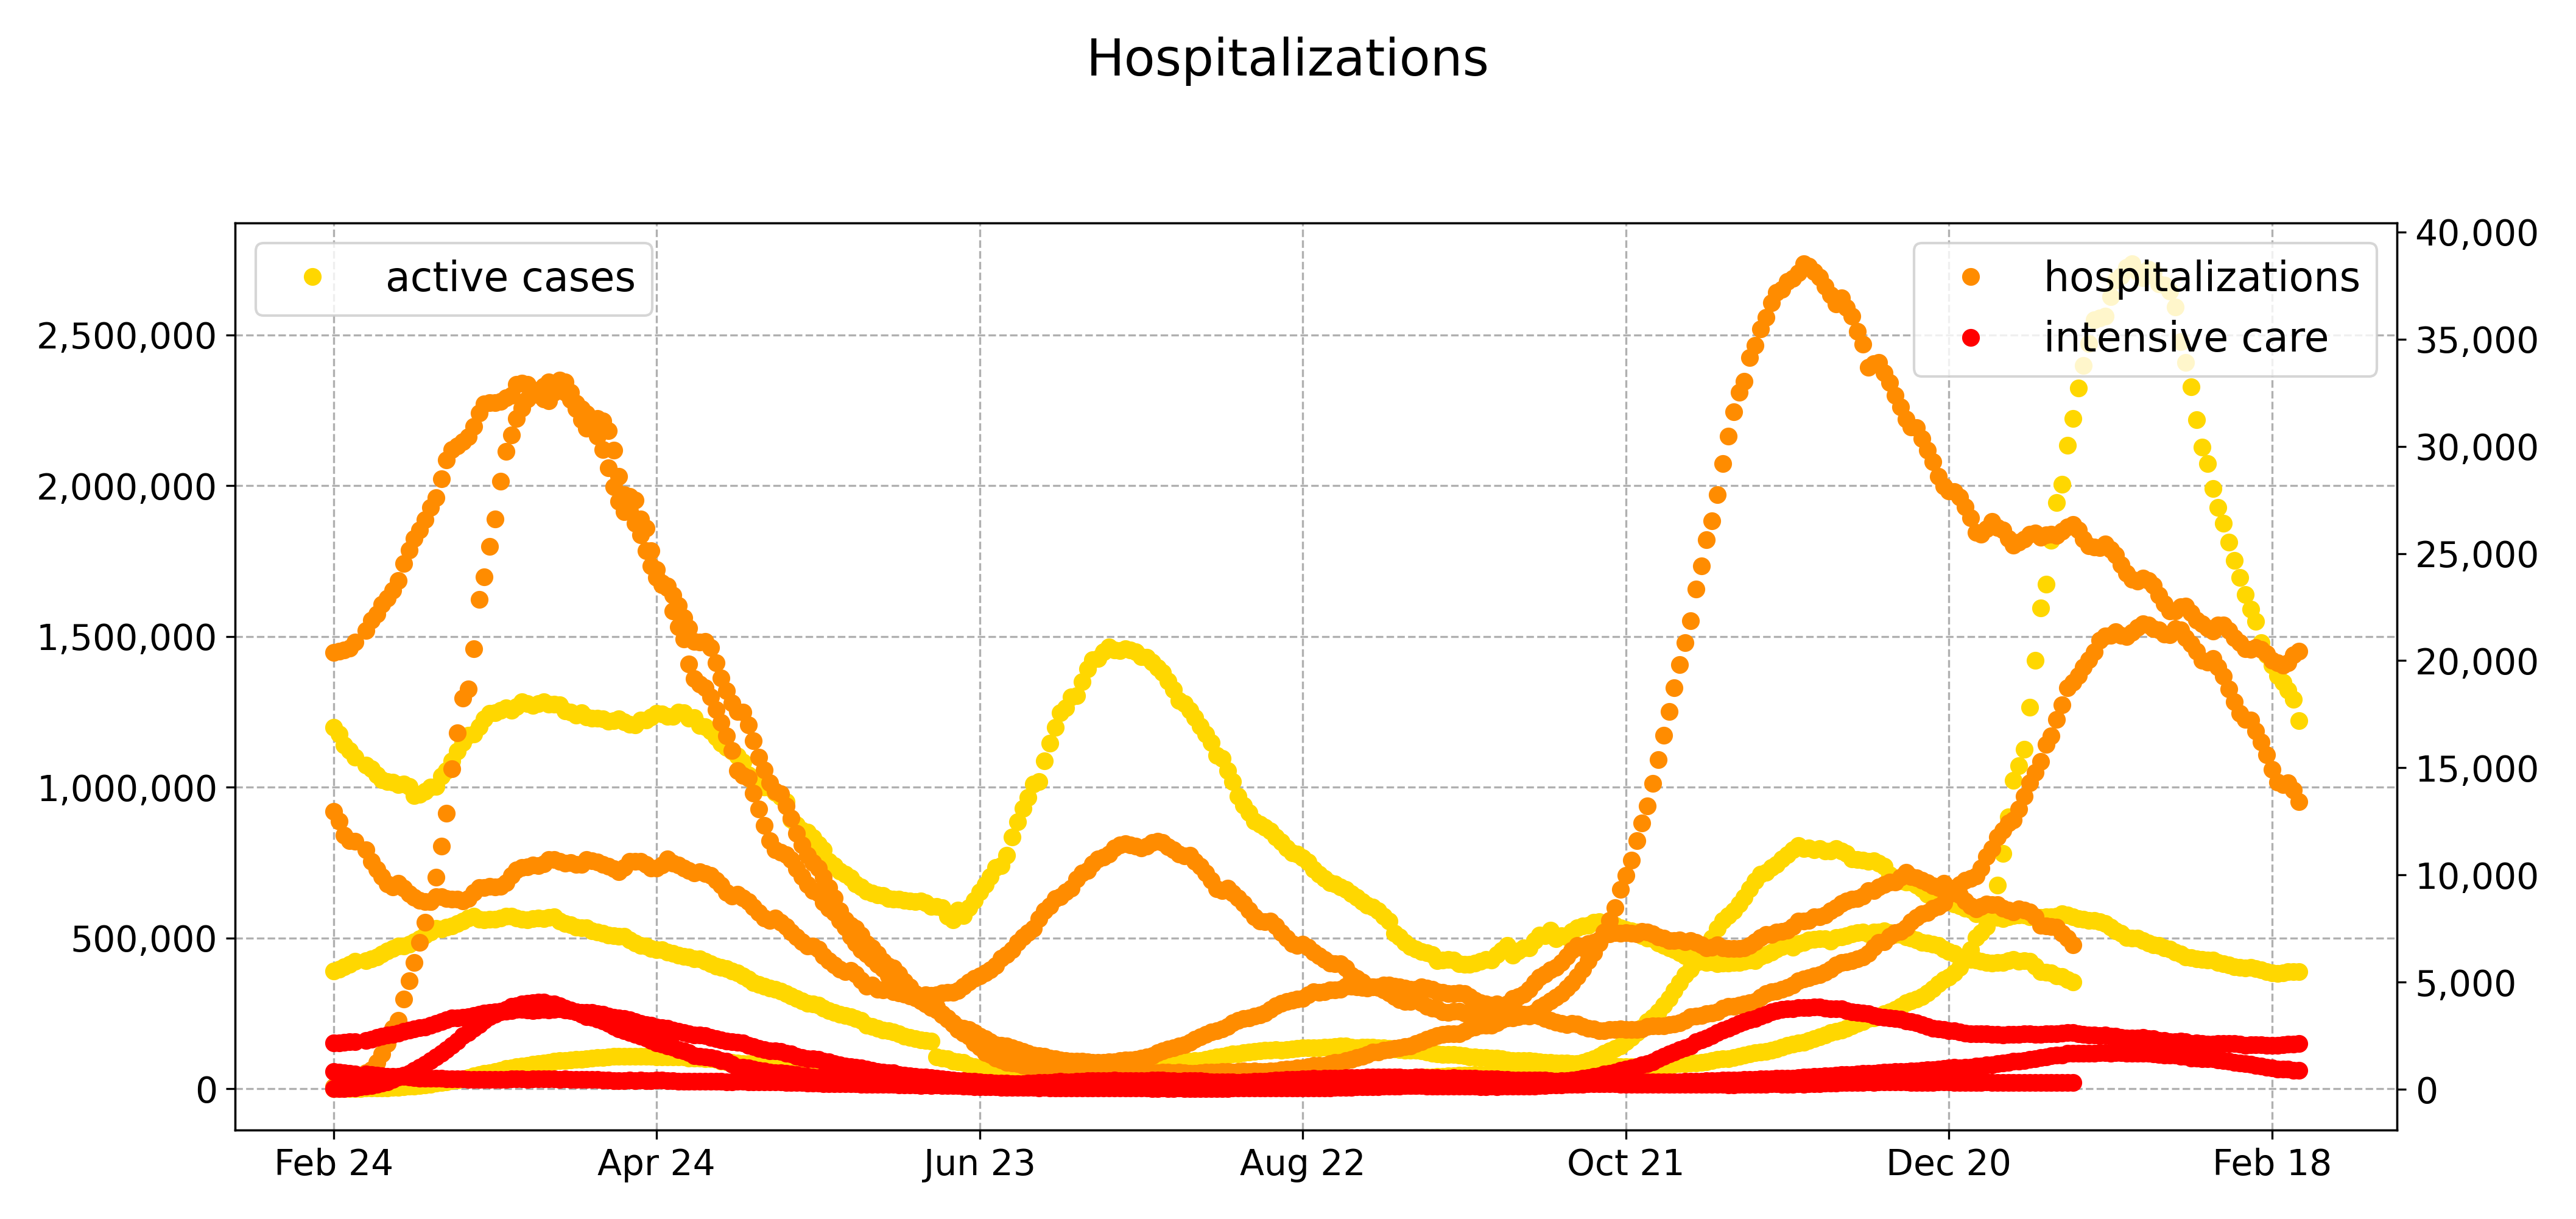 Hospitalizations
active cases
hospitalizations
intensive care
2,500,000
2,000,000
1,500,000
1,000,000
500,000
0
40,000
35,000
30,000
25,000
20,000
15,000
10,000
5,000
0
Feb 24
Apr 24
Jun 23
Aug 22
Oct 21
Dec 20
Feb 18